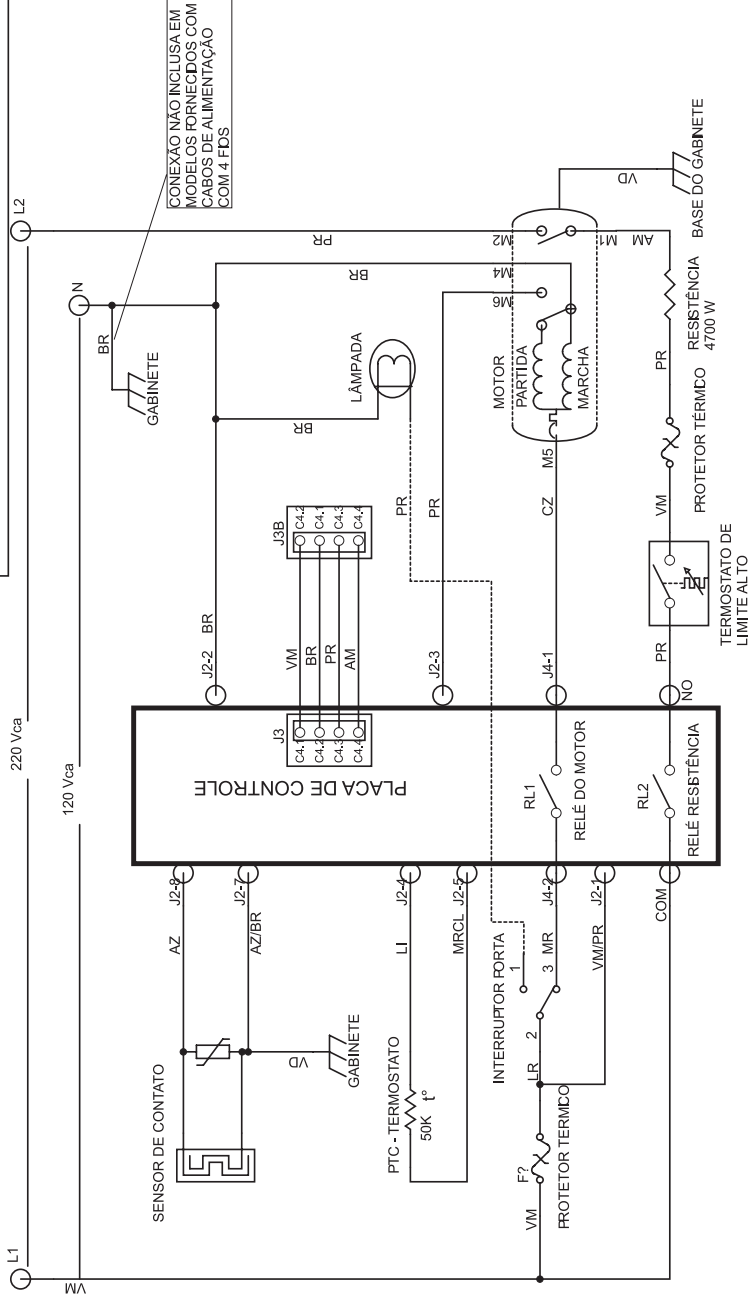 L1
220 Vca
L2
120 Vca
N
VM
BR
GABINETE
CONEXÃO NÃO INCLUSA EM
MODELOS FORNECIDOS COM
CABOS DE ALIMENTAÇÃO
COM 4 FIOS
SENSOR DE CONTATO
AZ
J2-8
AZ/BR
J2-7
VD
GABINETE
PLACA DE CONTROLE
J2-2
BR
BR
LÂMPADA
BR
PR
J3
C4.1
C4.2
C4.3
C4.4
VM
BR
PR
AM
J3B
C4.2
C4.1
C4.3
C4.4
PTC - TERMOSTATO
50K t°
LI
J2-4
MRCL
J2-5
J2-3
PR
PR
INTERRUPTOR PORTA
1
2
3
MR
J4-2
LR
VM/PR
J2-1
F?
VM
PROTETOR TERMICO
RL1
RELÉ DO MOTOR
J4-1
CZ
M5
MOTOR
PARTIDA
MARCHA
M6
M4
M2
M1
AM
VD
BASE DO GABINETE
COM
RL2
RELÉ RESISTÊNCIA
NO
PR
TERMOSTATO DE
LIMITE ALTO
VM
PROTETOR TÉRMICO
PR
RESISTÊNCIA
4700 W